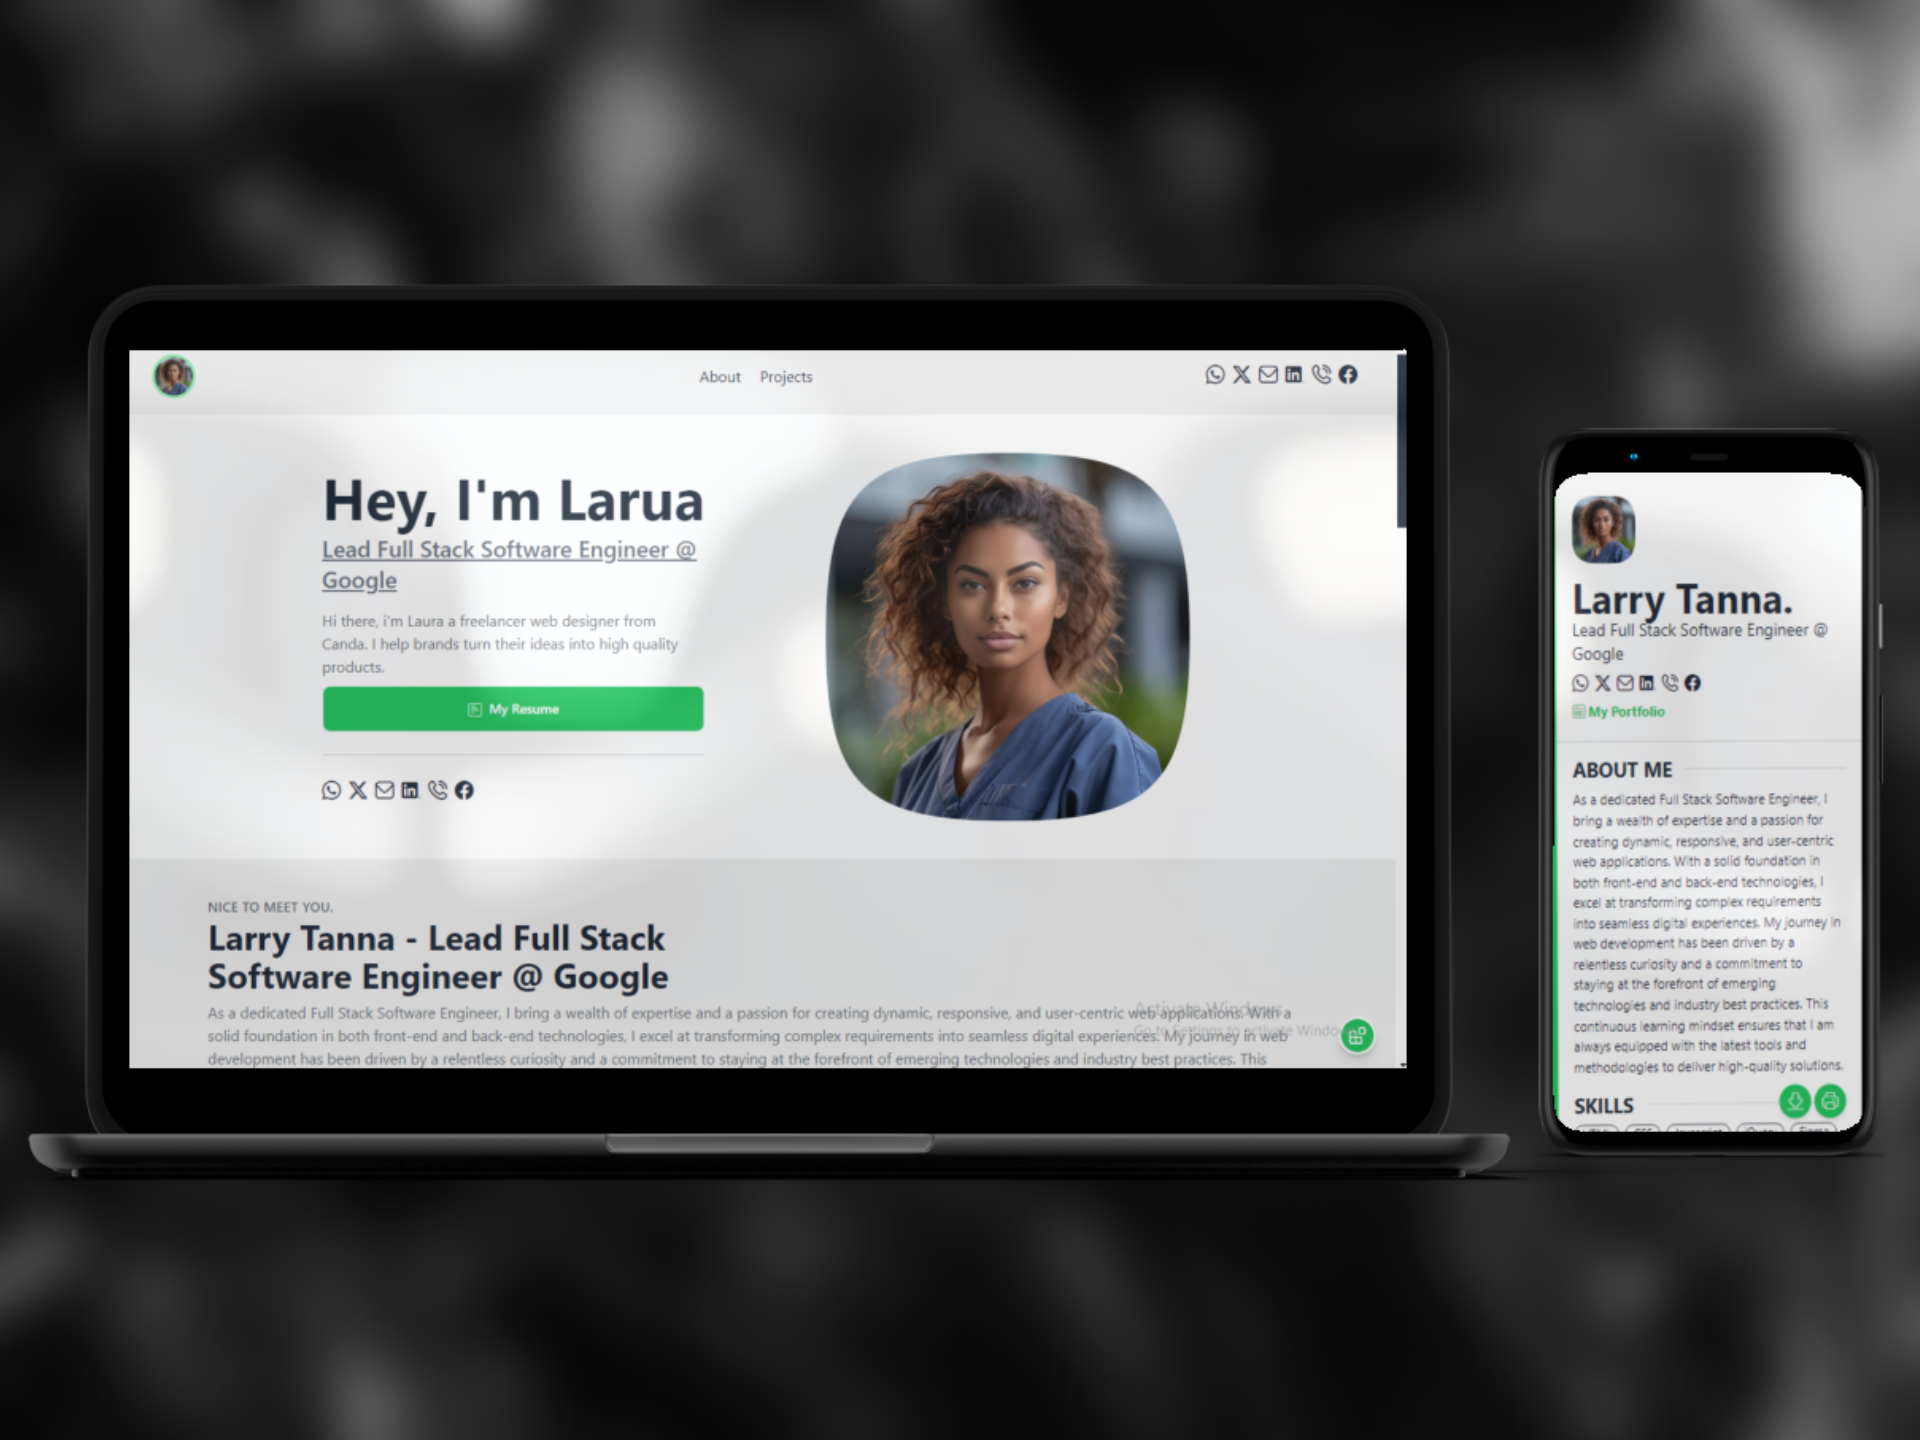 About Projects
Hey, I'm Larua
Lead Full Stack Software Engineer @
Google
Hi there, i'm Laura a freelancer web designer from
Canda. I help brands turn their ideas into high quality
products.
My Resume
NICE TO MEET YOU.
Larry Tanna - Lead Full Stack
Software Engineer @ Google
As a dedicated Full Stack Software Engineer, I bring a wealth of expertise and a passion for creating dynamic, responsive, and user-centric web applications. With a
solid foundation in both front-end and back-end technologies, I excel at transforming complex requirements into seamless digital experiences. My journey in web
development has been driven by a relentless curiosity and a commitment to staying at the forefront of emerging technologies and industry best practices. This
Activate Windows
Go to Settings to activate Windows
Larry Tanna.
Lead Full Stack Software Engineer @
Google
My Portfolio
ABOUT ME
As a dedicated Full Stack Software Engineer, I
bring a wealth of expertise and a passion for
creating dynamic, responsive, and user-centric
web applications. With a solid foundation in
both front-end and back-end technologies, I
excel at transforming complex requirements
into seamless digital experiences. My journey in
web development has been driven by a
relentless curiosity and a commitment to
staying at the forefront of emerging
technologies and industry best practices. This
continuous learning mindset ensures that I am
always equipped with the latest tools and
methodologies to deliver high-quality solutions.
SKILLS
HTML CSS Javascript jQuery Figma